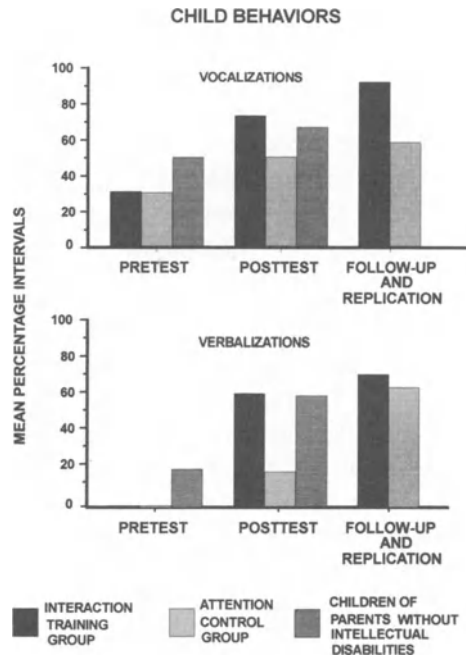 CHILD BEHAVIORS
MEAN PERCENTAGE INTERVALS
VOCALIZATIONS
100
80
60
40
20
0
PRETEST
POSTTEST
FOLLOW-UP
AND
REPLICATION
VERBALIZATIONS
100
80
60
40
20
0
PRETEST
POSTTEST
FOLLOW-UP
AND
REPLICATION
INTERACTION
TRAINING
GROUP
ATTENTION
CONTROL
GROUP
CHILDREN OF
PARENTS WITHOUT
INTELLECTUAL
DISABILITIES